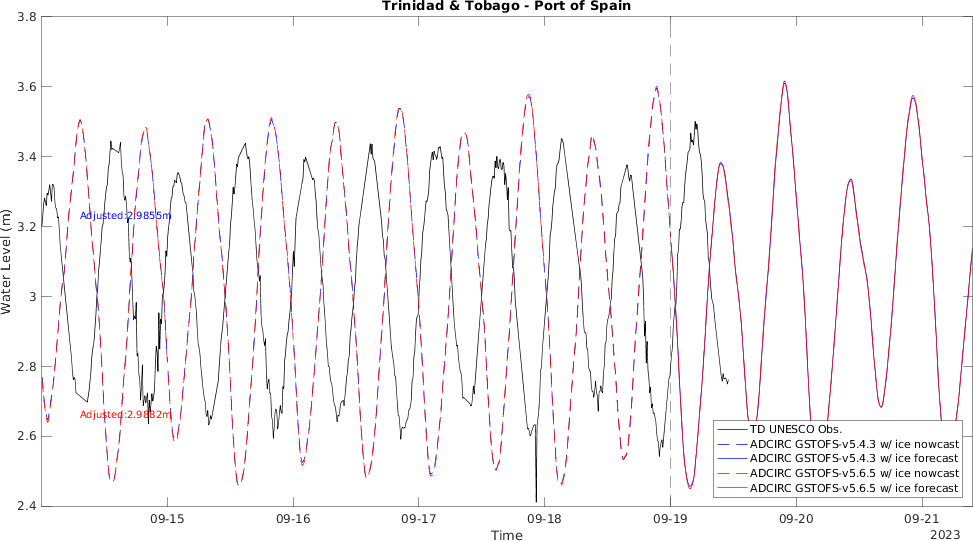 Trinidad & Tobago - Port of Spain
3.8
3.6
3.4
3.2
3
2.8
2.6
2.4
Water Level (m)
Adjusted:2.9855m
Adjusted:2.9882m
TD UNESCO Obs.
ADCIRC GSTOFS-v5.4.3 w/ ice nowcast
ADCIRC GSTOFS-v5.4.3 w/ ice forecast
ADCIRC GSTOFS-v5.6.5 w/ ice nowcast
ADCIRC GSTOFS-v5.6.5 w/ ice forecast
09-15 09-16 09-17 09-18 09-19 09-20 09-21
Time
2023